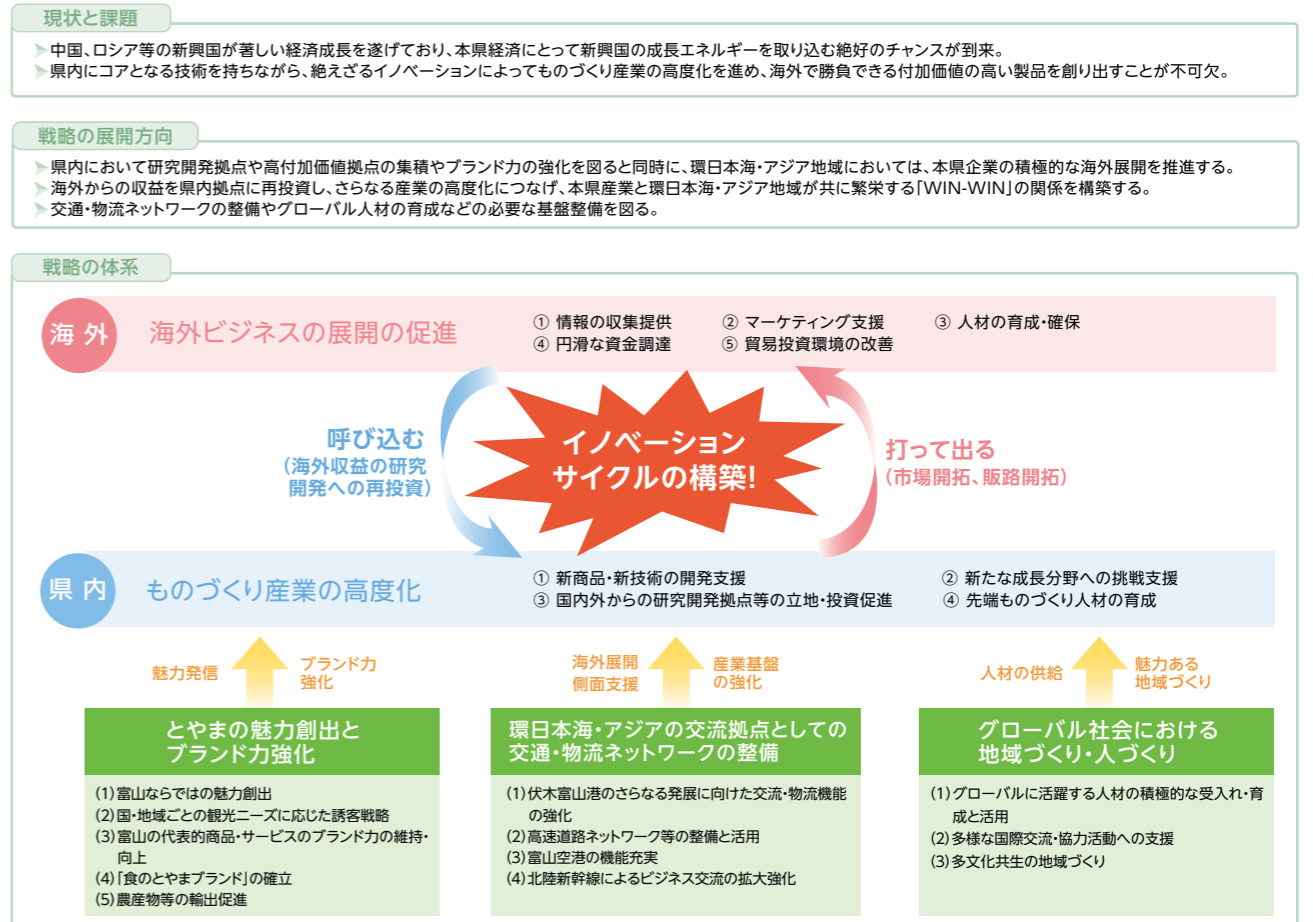 現状と課題
中国、ロシア等の新興国が著しい経済成長を遂げており、本県経済にとって新興国の成長エネルギーを取り込む絶好のチャンスが到来。
県内にコアとなる技術を持ちながら、絶えざるイノベーションによってものづくり産業の高度化を進め、海外で勝負できる付加価値の高い製品を創り出すことが不可欠。
戦略の展開方向
県内において研究開発拠点や高付加価値拠点の集積やブランド力の強化を図ると同時に、環日本海・アジア地域においては、本県企業の積極的な海外展開を推進する。
海外からの収益を県内拠点に再投資し、さらなる産業の高度化につなげ、本県産業と環日本海・アジア地域が共に繁栄する「WIN-WIN」の関係を構築する。
交通・物流ネットワークの整備やグローバル人材の育成などの必要な基盤整備を図る。
戦略の体系
海外
海外ビジネスの展開の促進
① 情報の収集提供 ② マーケティング支援 ③ 人材の育成・確保
④ 円滑な資金調達 ⑤ 貿易投資環境の改善
呼び込む
(海外収益の研究
開発への再投資)
イノベーション
サイクルの構築!
打って出る
(市場開拓、販路開拓)
県内
ものづくり産業の高度化
① 新商品・新技術の開発支援 ② 新たな成長分野への挑戦支援
③ 国内外からの研究開発拠点等の立地・投資促進 ④ 先端ものづくり人材の育成
魅力発信
ブランド力
強化
海外展開
側面支援
産業基盤
の強化
人材の供給
魅力ある
地域づくり
とやまの魅力創出と
ブランド力強化
(1)富山ならではの魅力創出
(2)国・地域ごとの観光ニーズに応じた誘客戦略
(3)富山の代表的商品・サービスのブランド力の維持・
向上
(4)「食のとやまブランド」の確立
(5)農産物等の輸出促進
環日本海・アジアの交流拠点としての
交通・物流ネットワークの整備
(1)伏木富山港のさらなる発展に向けた交流・物流機能
の強化
(2)高速道路ネットワーク等の整備と活用
(3)富山空港の機能充実
(4)北陸新幹線によるビジネス交流の拡大強化
グローバル社会における
地域づくり・人づくり
(1)グローバルに活躍する人材の積極的な受入れ・育
成と活用
(2)多様な国際交流・協力活動への支援
(3)多文化共生の地域づくり